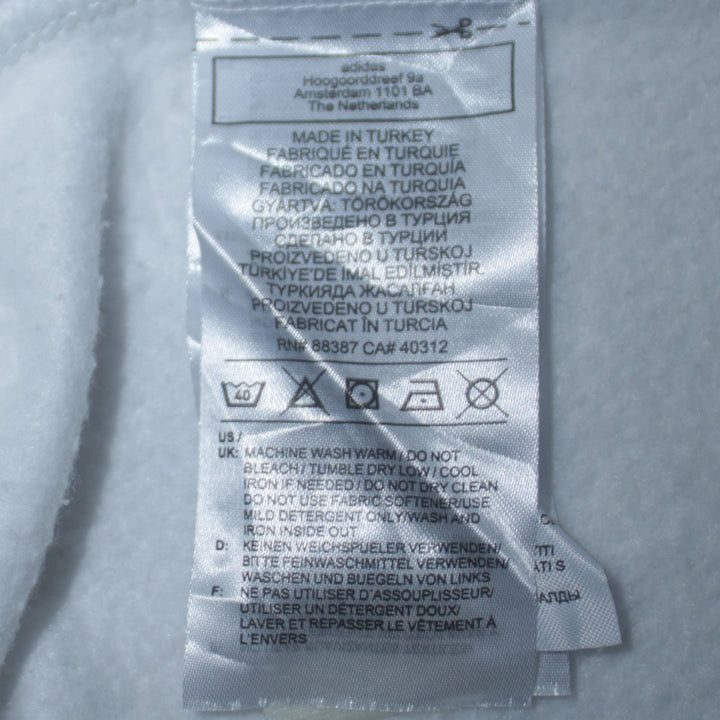 adidas
Hoogoorddreef 9a
Amsterdam 1101 BA
The Netherlands
MADE IN TURKEY
FABRIQUÉ EN TURQUIE
FABRICADO EN TURQUÍA
FABRICADO NA TURQUIA
GYÁRTVA: TÖRÖKORSZÁG
ПРОИЗВЕДЕНО В ТУРЦИЯ
СДЕЛАНО В ТУРЦИИ
PROIZVEDENO U TURSKOJ
TÜRKİYE'DE İMAL EDİLMİŞTİR
ТУРКИЯДА ЖАСАЛҒАН
PROIZVEDENO U TURSKOJ
FABRICAT ÎN TURCIA
RN# 88387 CA# 40312
40
US /
UK: MACHINE WASH WARM / DO NOT
BLEACH / TUMBLE DRY LOW / COOL
IRON IF NEEDED / DO NOT DRY CLEAN
DO NOT USE FABRIC SOFTENER/USE
MILD DETERGENT ONLY/WASH AND
IRON INSIDE OUT
D: KEINEN WEICHSPUELER VERWENDEN/
BITTE FEINWASCHMITTEL VERWENDEN/
WASCHEN UND BUEGELN VON LINKS
F: NE PAS UTILISER D'ASSOUPLISSEUR/
UTILISER UN DÉTERGENT DOUX/
LAVER ET REPASSER LE VÊTEMENT À
L'ENVERS